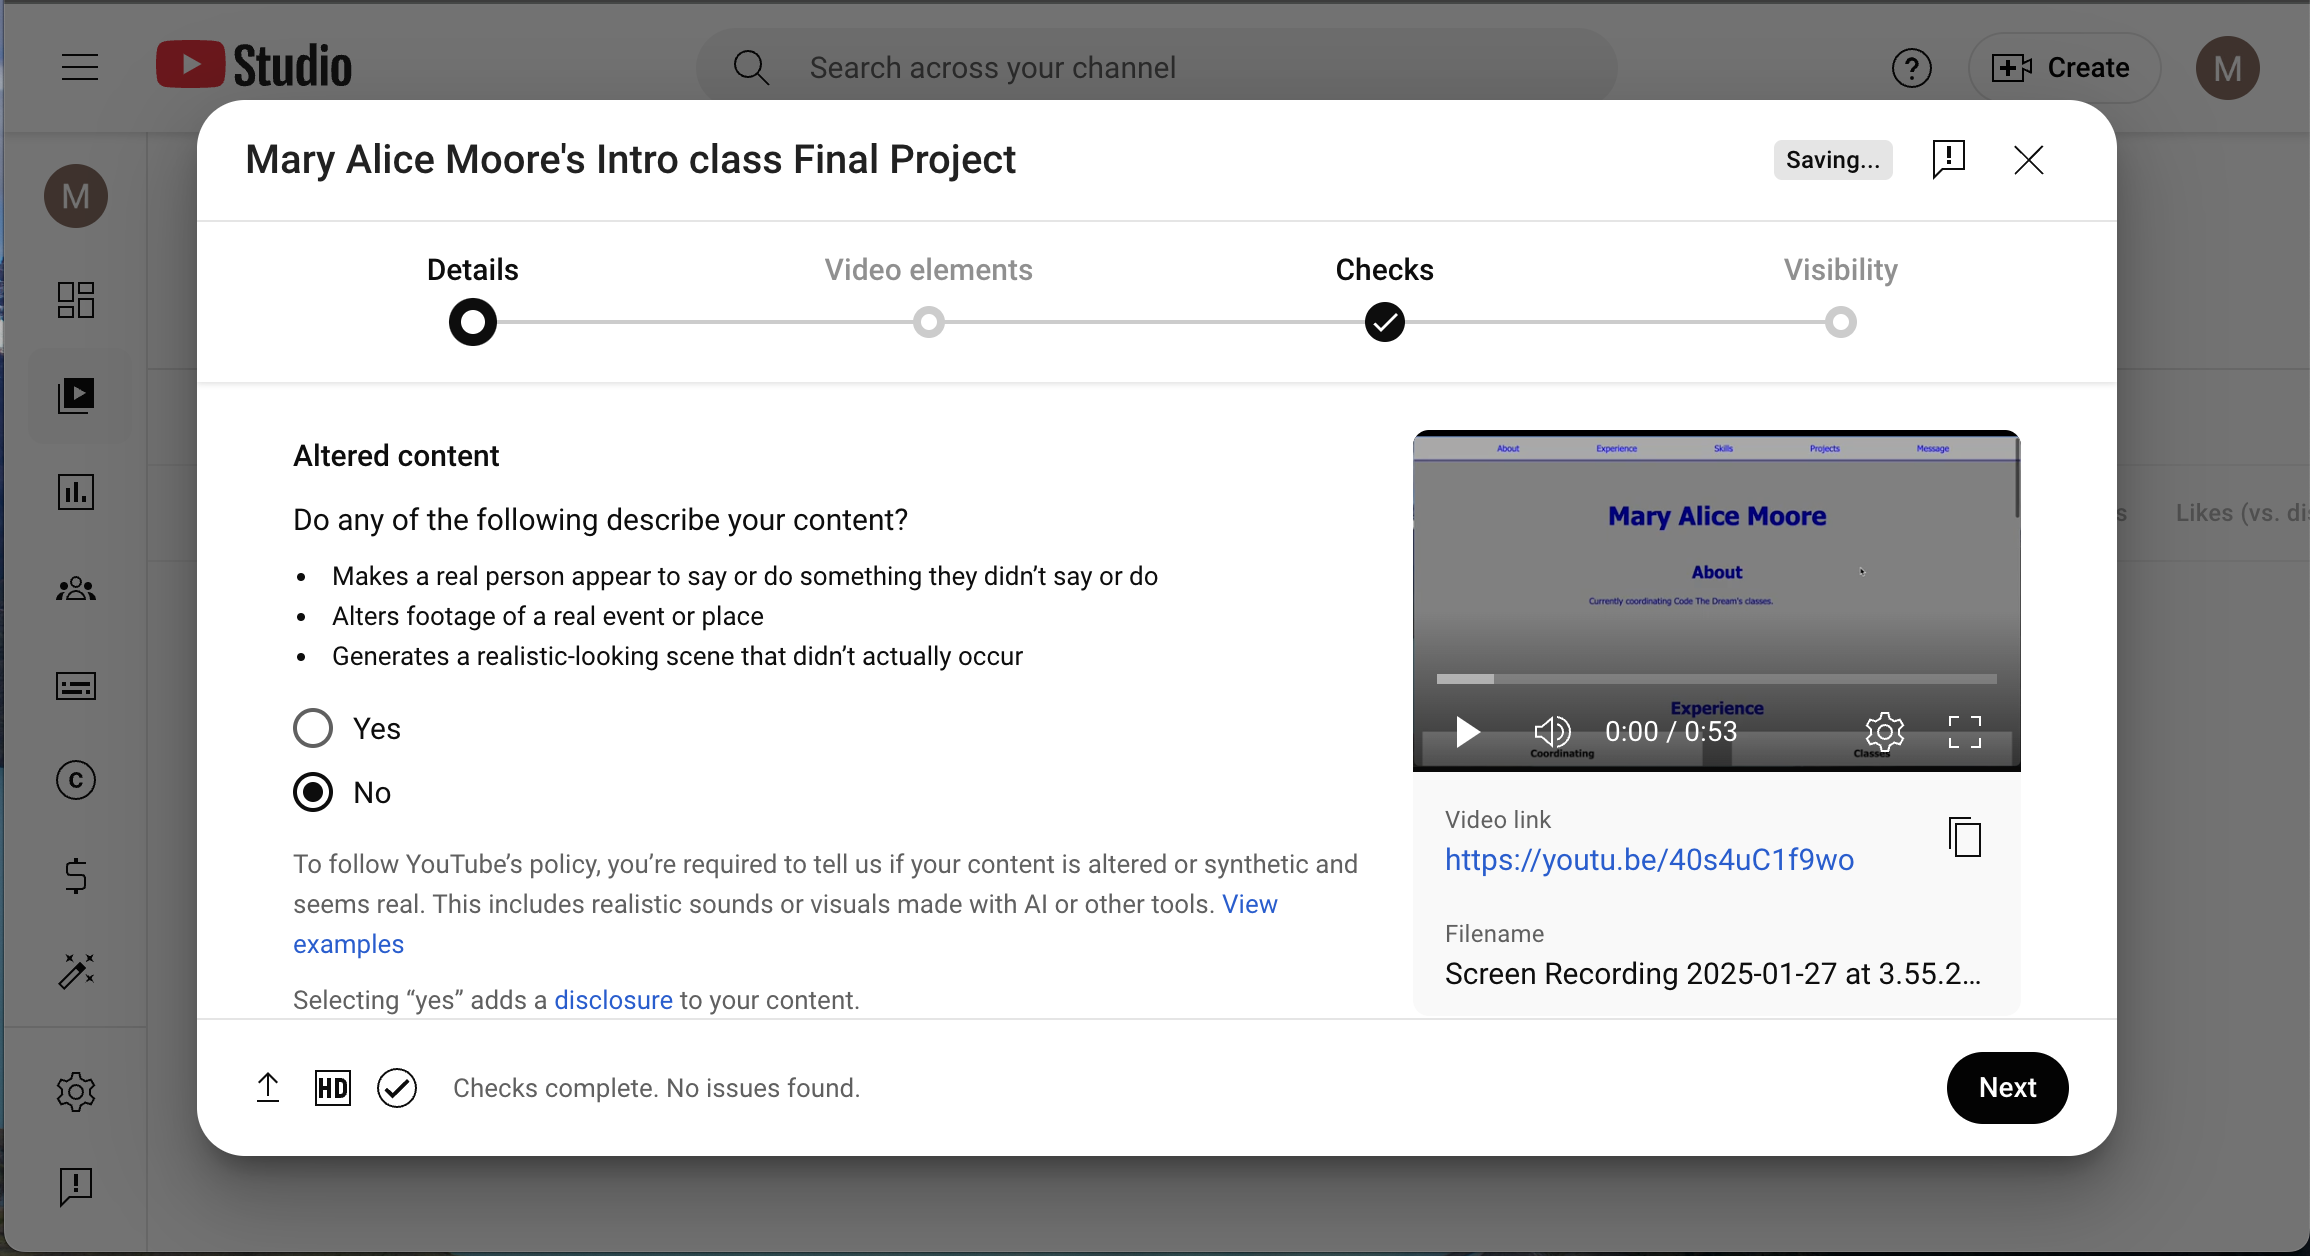 Studio
Search across your channel
?
Create
M
M
Mary Alice Moore's Intro class Final Project
Saving...
Details
Video elements
Checks
Visibility
Altered content
Do any of the following describe your content?
• Makes a real person appear to say or do something they didn’t say or do
• Alters footage of a real event or place
• Generates a realistic-looking scene that didn’t actually occur
Yes
No
To follow YouTube’s policy, you’re required to tell us if your content is altered or synthetic and
seems real. This includes realistic sounds or visuals made with AI or other tools. View
examples
Selecting “yes” adds a disclosure to your content.
About Experience Skills Projects Message
Mary Alice Moore
About
Currently coordinating Code The Dream's classes.
Experience
0:00 / 0:53
Coordinating Classes
Video link
https://youtu.be/40s4uC1f9wo
Filename
Screen Recording 2025-01-27 at 3.55.2...
s Likes (vs. dis
HD
Checks complete. No issues found.
Next